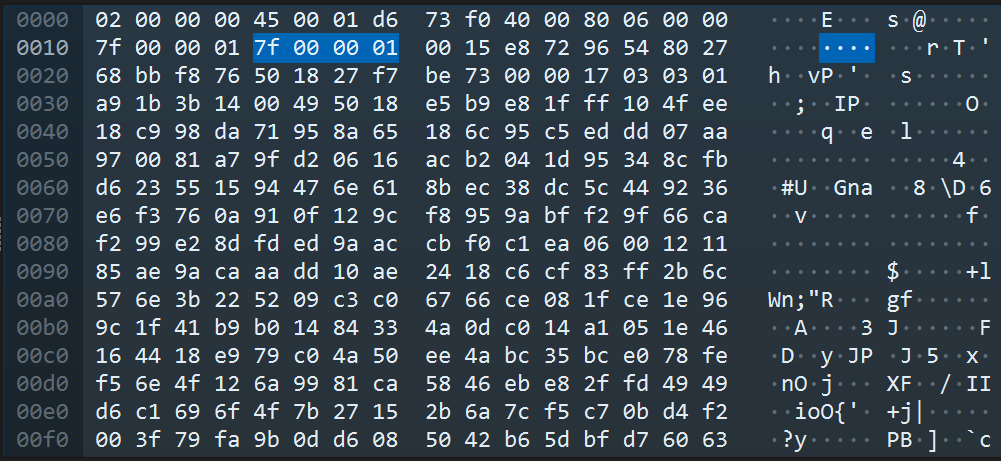 0000 02 00 00 00 45 00 01 d6 73 f0 40 00 80 06 00 00 ····E··· s·@·····
0010 7f 00 00 01 7f 00 00 01 00 15 e8 72 96 54 80 27 ········ ···r·T·'
0020 68 bb f8 76 50 18 27 f7 be 73 00 00 17 03 03 01 h··vP·'· ·s······
0030 a9 1b 3b 14 00 49 50 18 e5 b9 e8 1f ff 10 4f ee ··;··IP· ······O·
0040 18 c9 98 da 71 95 8a 65 18 6c 95 c5 ed dd 07 aa ····q··e ·l······
0050 97 00 81 a7 9f d2 06 16 ac b2 04 1d 95 34 8c fb ········ ·····4··
0060 d6 23 55 15 94 47 6e 61 8b ec 38 dc 5c 44 92 36 ·#U··Gna ··8·\D·6
0070 e6 f3 76 0a 91 0f 12 9c f8 95 9a bf f2 9f 66 ca ··v····· ······f·
0080 f2 99 e2 8d fd ed 9a ac cb f0 c1 ea 06 00 12 11 ········ ········
0090 85 ae 9a ca aa dd 10 ae 24 18 c6 cf 83 ff 2b 6c ········ $·····+l
00a0 57 6e 3b 22 52 09 c3 c0 67 66 ce 08 1f ce 1e 96 Wn;"R··· gf······
00b0 9c 1f 41 b9 b0 14 84 33 4a 0d c0 14 a1 05 1e 46 ··A····3 J······F
00c0 16 44 18 e9 79 c0 4a 50 ee 4a bc 35 bc e0 78 fe ·D··y·JP ·J·5··x·
00d0 f5 6e 4f 12 6a 99 81 ca 58 46 eb e8 2f fd 49 49 ·nO·j··· XF··/·II
00e0 d6 c1 69 6f 4f 7b 27 15 2b 6a 7c f5 c7 0b d4 f2 ··ioO{'· +j|·····
00f0 00 3f 79 fa 9b 0d d6 08 50 42 b6 5d bf d7 60 63 ·?y····· PB·]··`c